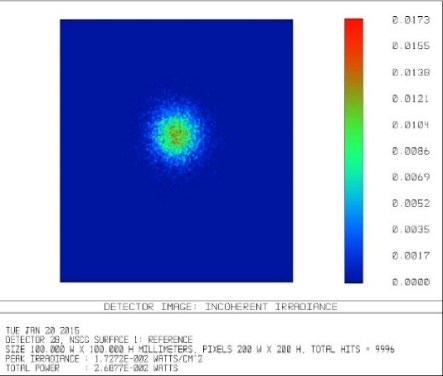 0.0173
0.0155
0.0138
0.0121
0.0104
0.0086
0.0069
0.0052
0.0035
0.0017
0.0000
DETECTOR IMAGE: INCOHERENT IRRADIANCE
TUE JAN 20 2015
DETECTOR 28, NSCG SURFACE 1: REFERENCE
SIZE 100.000 W X 100.000 H MILLIMETERS, PIXELS 200 W X 200 H, TOTAL HITS = 9996
PEAK IRRADIANCE : 1.7272E-002 WATTS/CM^2
TOTAL POWER : 2.6877E-002 WATTS